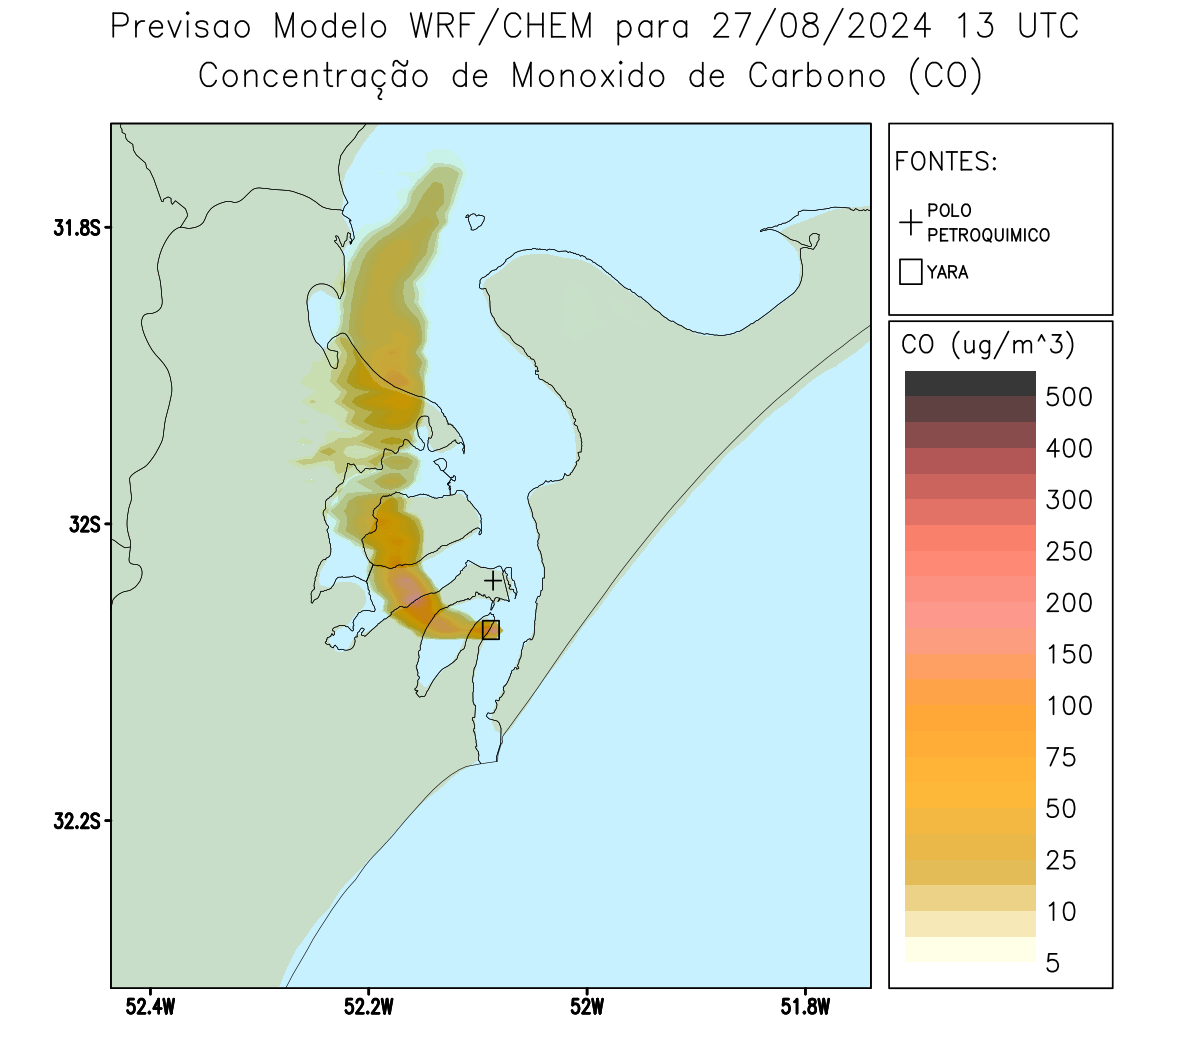 Previsao Modelo WRF/CHEM para 27/08/2024 13 UTC
Concentração de Monoxido de Carbono (CO)
FONTES:
POLO
PETROQUIMICO
YARA
CO (ug/m^3)
500
400
300
250
200
150
100
75
50
25
10
5
31.8S
32S
32.2S
52.4W
52.2W
52W
51.8W